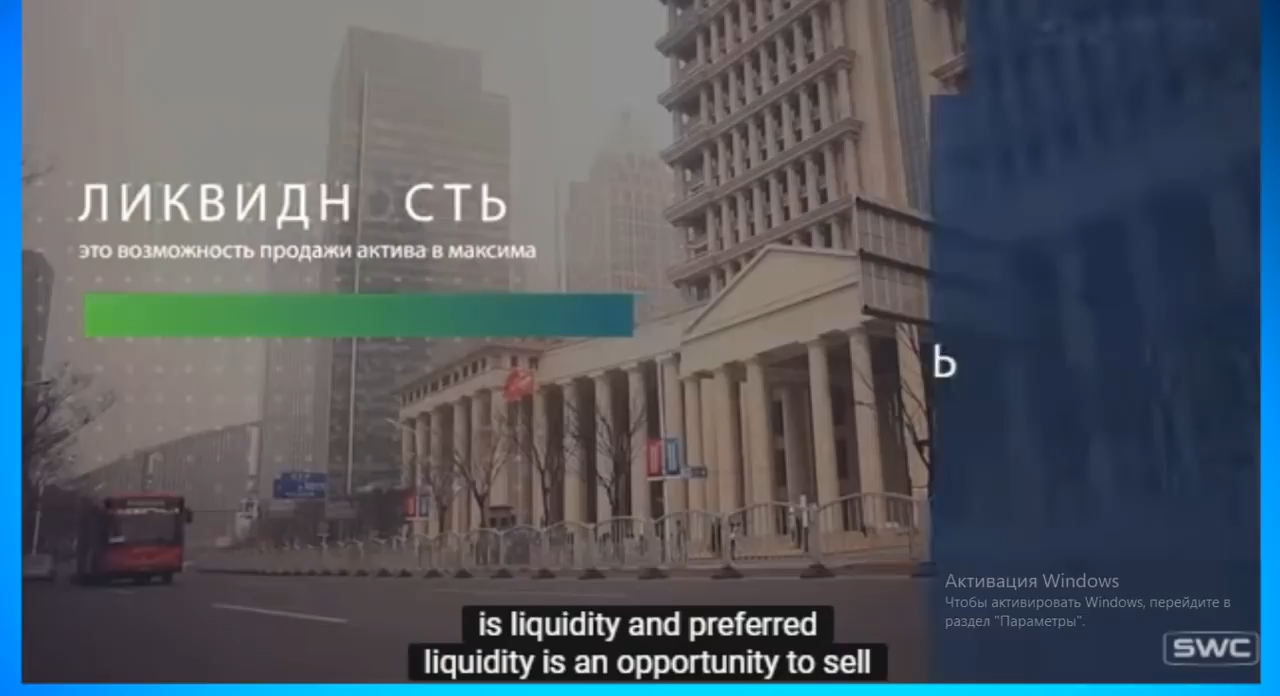 ЛИКВИДН СТЬ
это возможность продажи актива в максима
Ь
is liquidity and preferred
liquidity is an opportunity to sell
Активация Windows
Чтобы активировать Windows, перейдите в
раздел "Параметры".
SWC